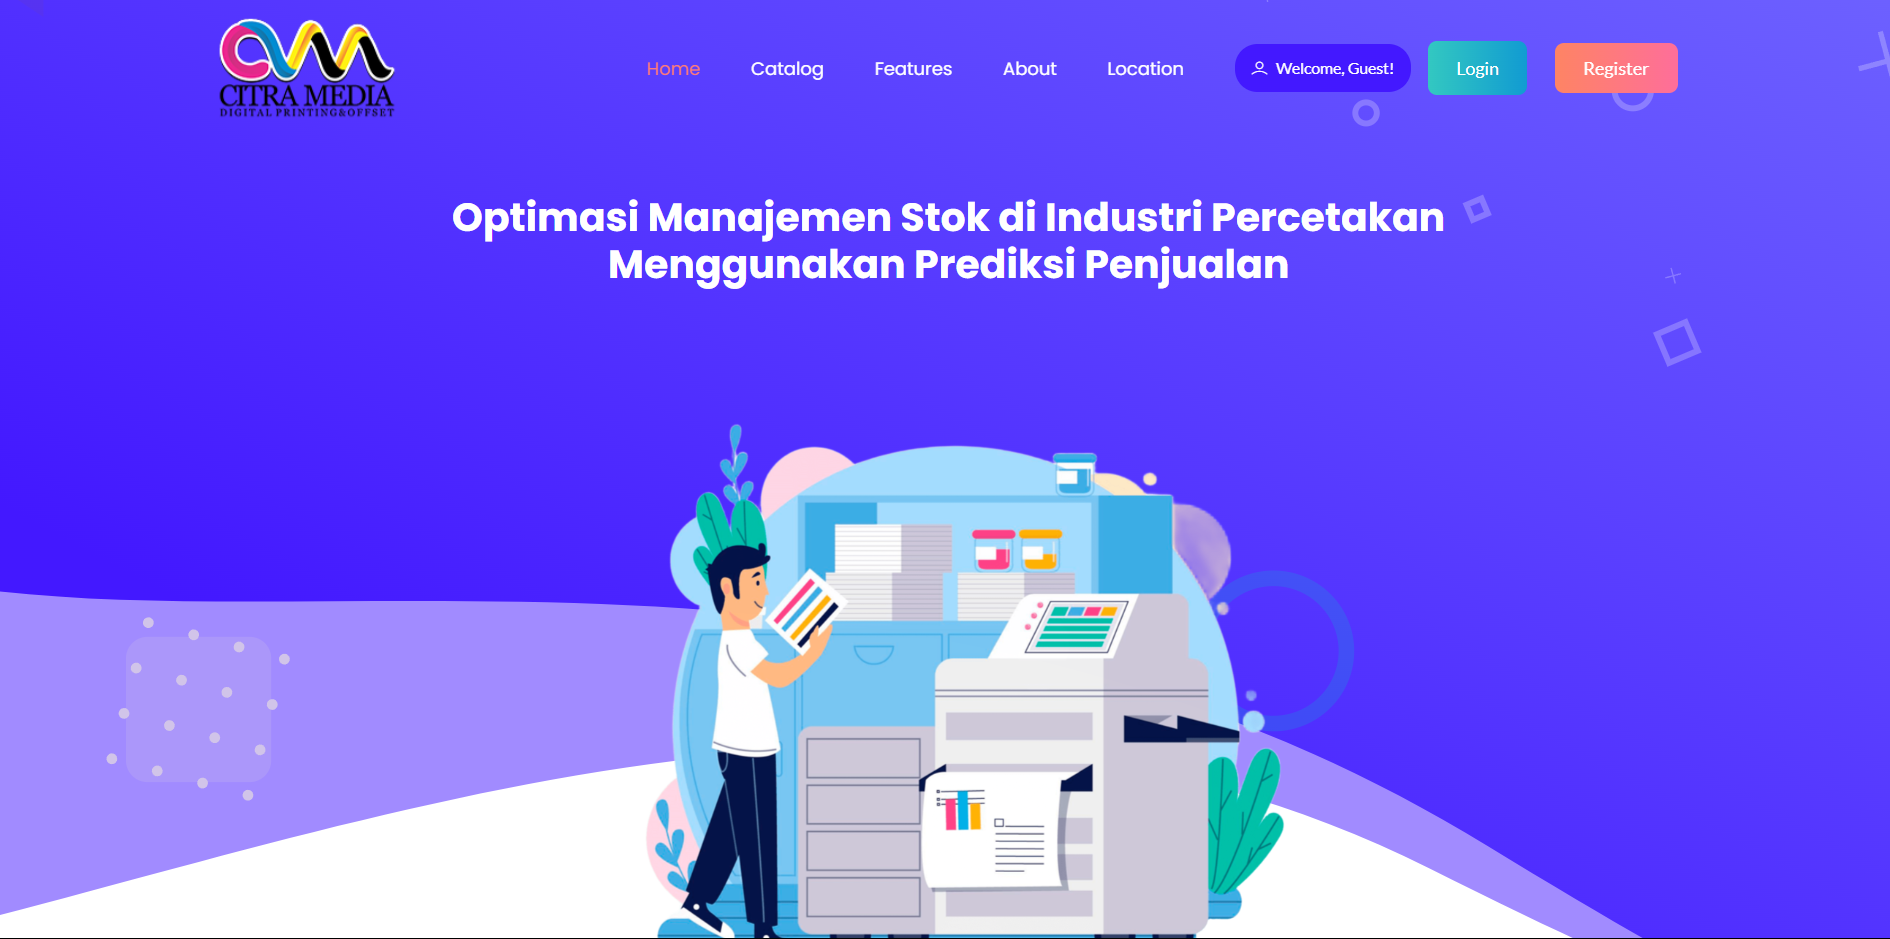 CITRA MEDIA
DIGITAL PRINTING&OFFSET
Home
Catalog
Features
About
Location
Welcome, Guest!
Login
Register
Optimasi Manajemen Stok di Industri Percetakan
Menggunakan Prediksi Penjualan